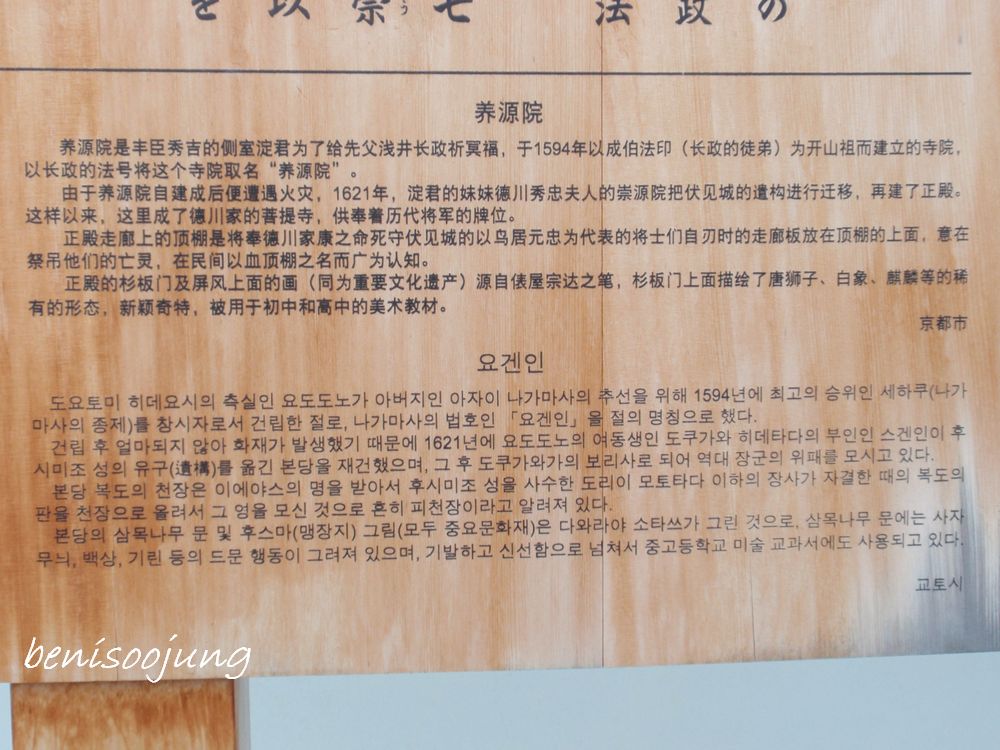 を以崇七 法政の
养源院
养源院是丰臣秀吉的侧室淀君为了给先父浅井长政祈冥福，于1594年以成伯法印（长政的徒弟）为开山祖而建立的寺院，
以长政的法号将这个寺院取名“养源院”。
由于养源院自建成后便遭遇火灾，1621年，淀君的妹妹德川秀忠夫人的崇源院把伏见城的遗构进行迁移，再建了正殿。
这样以来，这里成了德川家的菩提寺，供奉着历代将军的牌位。
正殿走廊上的顶棚是将奉德川家康之命死守伏见城的以鸟居元忠为代表的将士们自刃时的走廊板放在顶棚的上面，意在
祭吊他们的亡灵，在民间以血顶棚之名而广为认知。
正殿的杉板门及屏风上面的画（同为重要文化遗产）源自俵屋宗达之笔，杉板门上面描绘了唐狮子、白象、麒麟等的稀
有的形态，新颖奇特，被用于初中和高中的美术教材。
京都市
요겐인
도요토미 히데요시의 측실인 요도도노가 아버지인 아자이 나가마사의 추선을 위해 1594년에 최고의 승위인 세하쿠(나가
마사의 종제)를 창시자로서 건립한 절로, 나가마사의 법호인 「요겐인」을 절의 명칭으로 했다.
건립 후 얼마되지 않아 화재가 발생했기 때문에 1621년에 요도도노의 여동생인 도쿠가와 히데타다의 부인인 스겐인이 후
시미조 성의 유구(遺構)를 옮긴 본당을 재건했으며, 그 후 도쿠가와가의 보리사로 되어 역대 장군의 위패를 모시고 있다.
본당 복도의 천장은 이에야스의 명을 받아서 후시미조 성을 사수한 도리이 모토타다 이하의 장사가 자결한 때의 복도의
판을 천장으로 올려서 그 영을 모신 것으로 흔히 피천장이라고 알려져 있다.
본당의 삼목나무 문 및 후스마(맹장지) 그림(모두 중요문화재)은 다와라야 소타쓰가 그린 것으로, 삼목나무 문에는 사자
무늬, 백상, 기린 등의 드문 행동이 그려져 있으며, 기발하고 신선함으로 넘쳐서 중고등학교 미술 교과서에도 사용되고 있다.
교토시
benisoojung